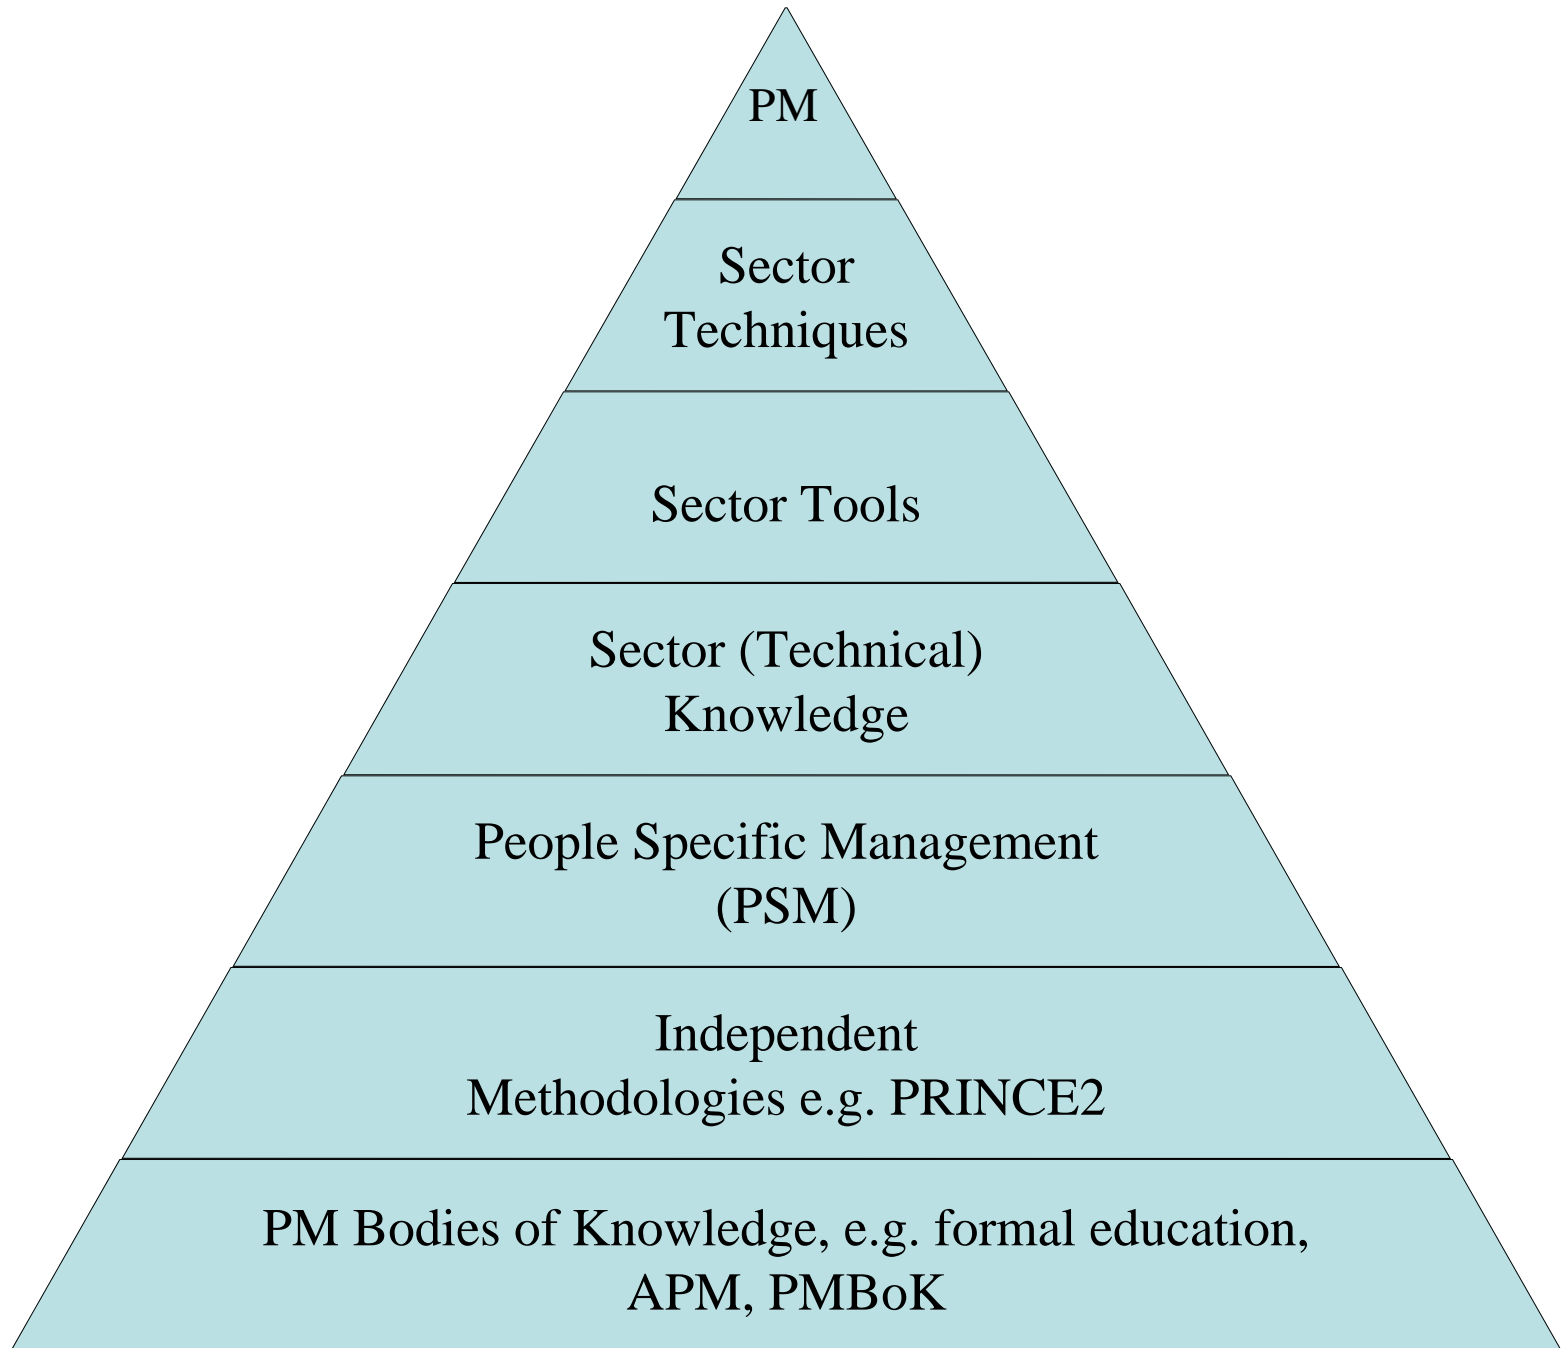 PM
Sector
Techniques
Sector Tools
Sector (Technical)
Knowledge
People Specific Management
(PSM)
Independent
Methodologies e.g. PRINCE2
PM Bodies of Knowledge, e.g. formal education,
APM, PMBoK